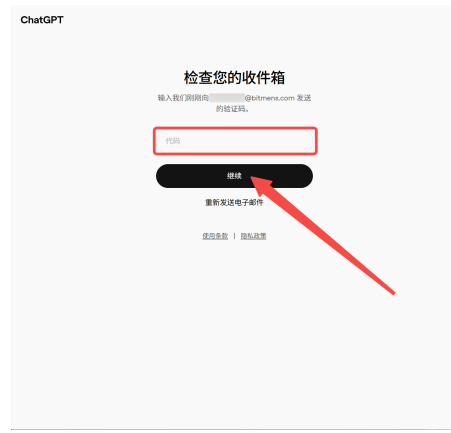 ChatGPT
检查您的收件箱
输入我们刚刚向 @bitmens.com 发送
的验证码。
代码
继续
重新发送电子邮件
使用条款 | 隐私政策